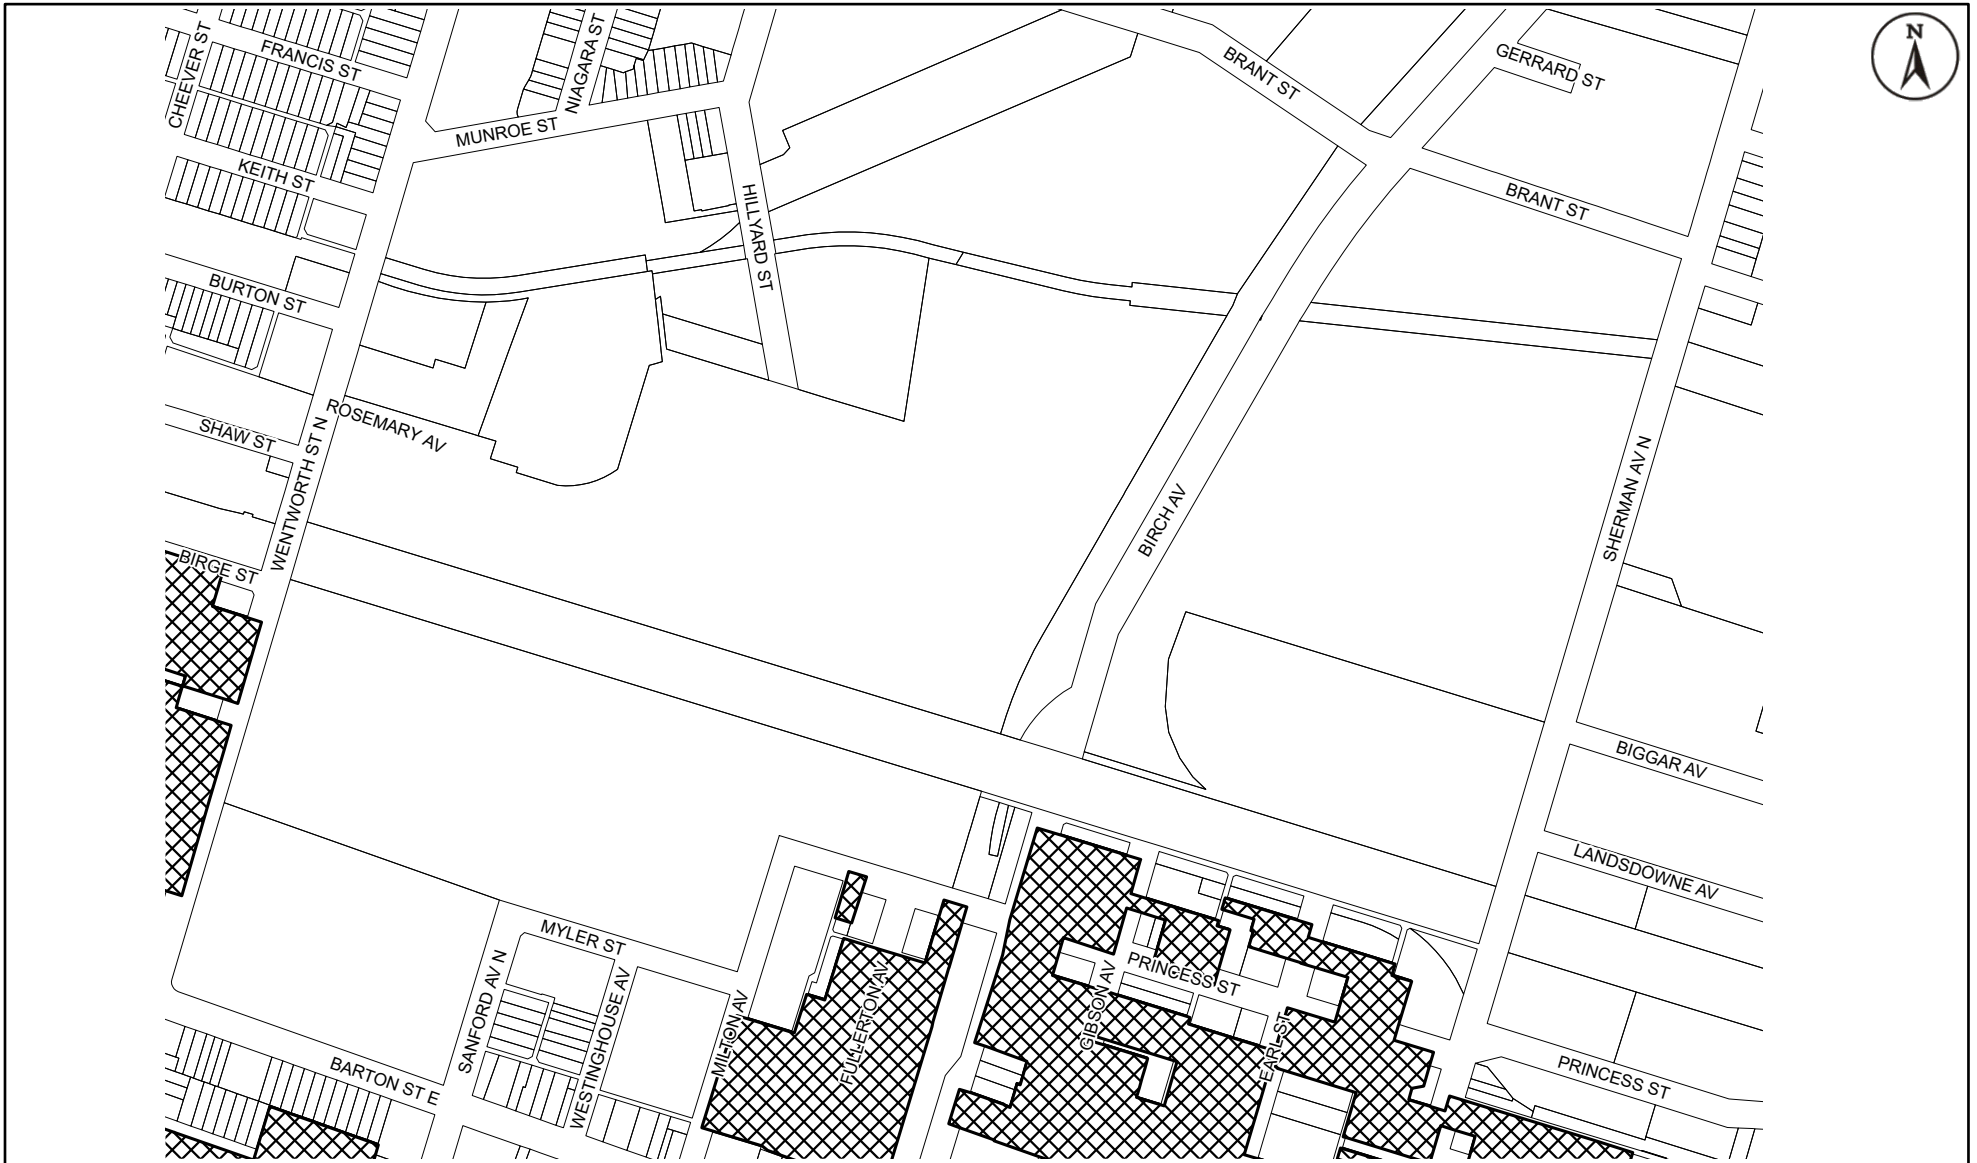 N
FRANCIS ST
CHEEVER ST
NIAGARA ST
MUNROE ST
KEITH ST
BRANT ST
GERRARD ST
BRANT ST
HILLYARD ST
BURTON ST
ROSEMARY AV
SHAW ST
WENTWORTH ST N
BIRCH AV
SHERMAN AV N
BIRGE ST
BIGGAR AV
LANDSDOWNE AV
MYLER ST
SANFORD AV N
WESTINGHOUSE AV
MILTON AV
FULLERTON AV
GIBSON AV
PRINCESS ST
EARL ST
BARTON ST E
PRINCESS ST